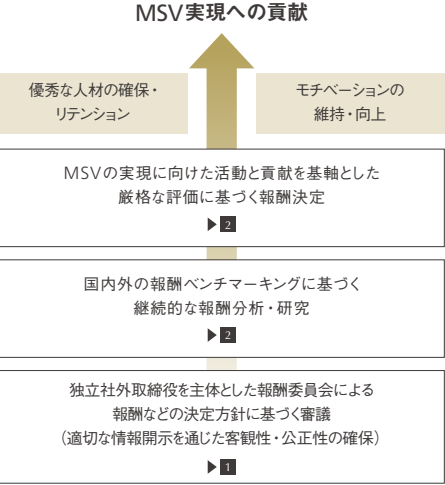 MSV実現への貢献
優秀な人材の確保・
リテンション
モチベーションの
維持・向上
MSVの実現に向けた活動と貢献を基軸とした
厳格な評価に基づく報酬決定
▶2
国内外の報酬ベンチマーキングに基づく
継続的な報酬分析・研究
▶2
独立社外取締役を主体とした報酬委員会による
報酬などの決定方針に基づく審議
（適切な情報開示を通じた客観性・公正性の確保）
▶1